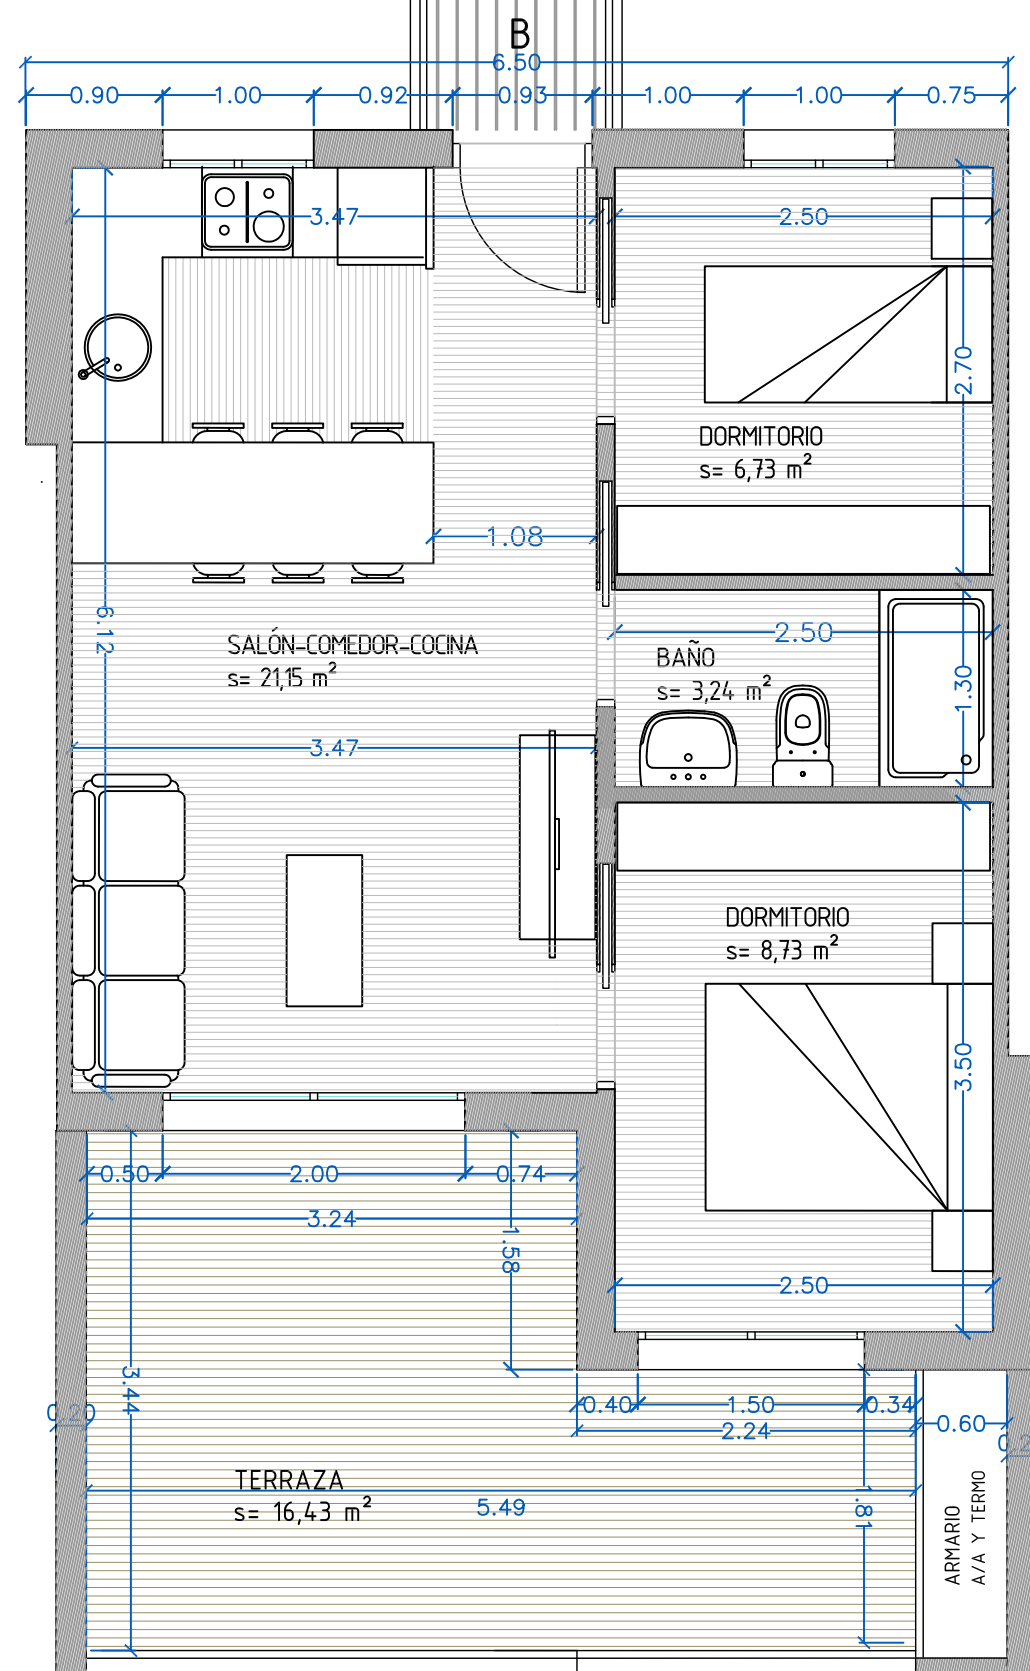 B
6.50
0.90 1.00 0.92 0.93 1.00 1.00 0.75
3.47 2.50
2.70
DORMITORIO
s= 6,73 m²
1.08
6.12
SALÓN-COMEDOR-COCINA
s= 21,15 m²
2.50
BAÑO
s= 3,24 m²
1.30
3.47
DORMITORIO
s= 8,73 m²
3.50
0.50 2.00 0.74
3.24
1.58
2.50
3.44
0.20
0.40 1.50 0.34
2.24
0.60
TERRAZA
s= 16,43 m²
5.49
1.81
ARMARIO
A/A Y TERMO